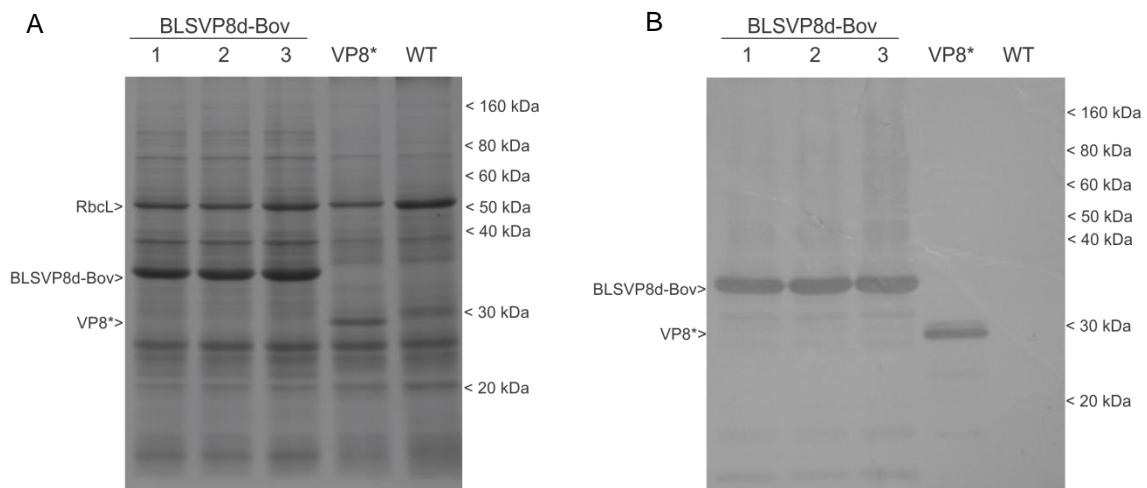 A
BLSVP8d-Bov
1 2 3 VP8* WT
< 160 kDa
< 80 kDa
< 60 kDa
RbcL>
< 50 kDa
< 40 kDa
BLSVP8d-Bov>
< 30 kDa
VP8*>
< 20 kDa
B
BLSVP8d-Bov
1 2 3 VP8* WT
< 160 kDa
< 80 kDa
< 60 kDa
< 50 kDa
< 40 kDa
BLSVP8d-Bov>
< 30 kDa
VP8*>
< 20 kDa